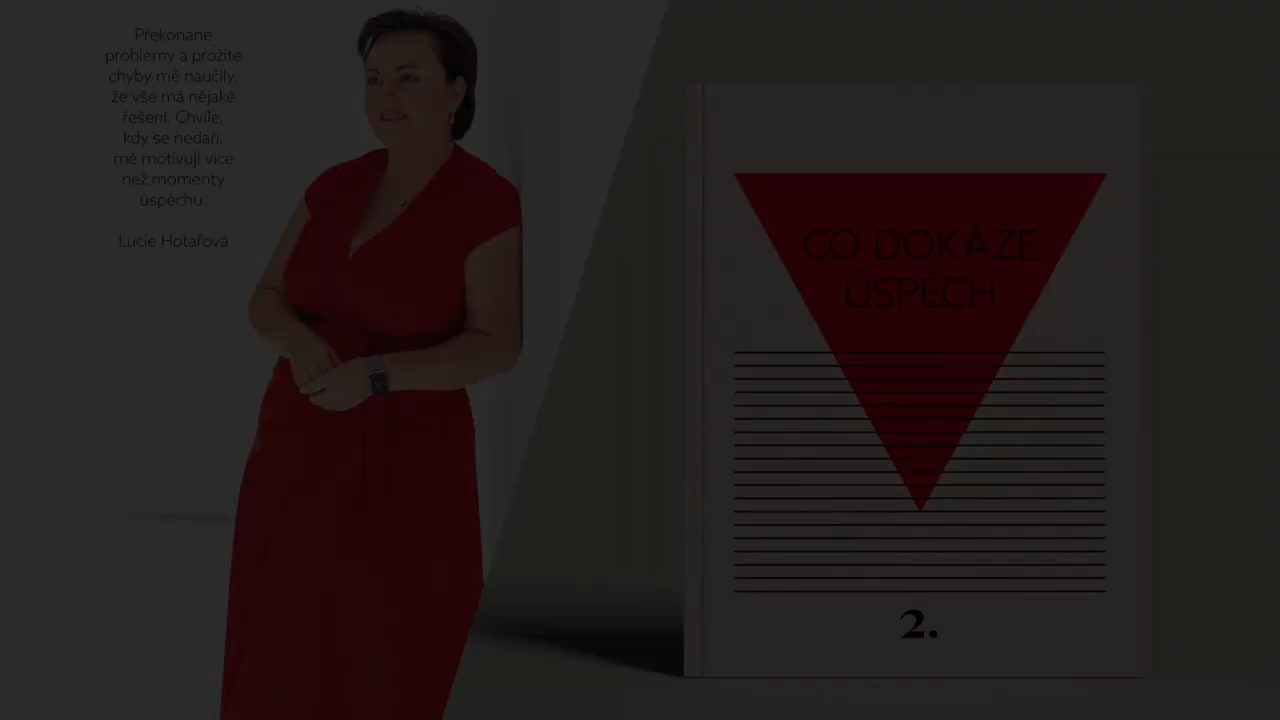 Překonané
problémy a prožité
chyby mě naučily,
že vše má nějaké
řešení. Chvíle,
kdy se nedaří,
mě motivují více
než momenty
úspěchu.
Lucie Hotařová
CO DOKÁŽE
ÚSPĚCH
2.